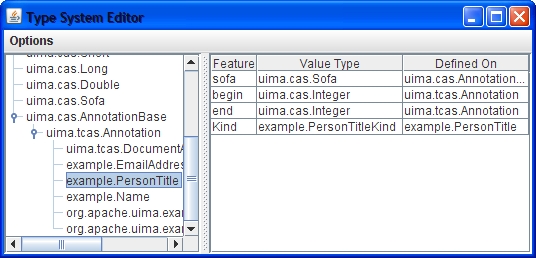 Type System Editor
Options
uima.cas.Long
uima.cas.Double
uima.cas.Sofa
uima.cas.AnnotationBase
uima.tcas.Annotation
uima.tcas.DocumentA
example.EmailAddres
example.PersonTitle
example.Name
org.apache.uima.exa
org.apache.uima.exa
Feature Value Type Defined On
sofa uima.cas.Sofa uima.cas.Annotation...
begin uima.cas.Integer uima.tcas.Annotation
end uima.cas.Integer uima.tcas.Annotation
Kind example.PersonTitleKind example.PersonTitle